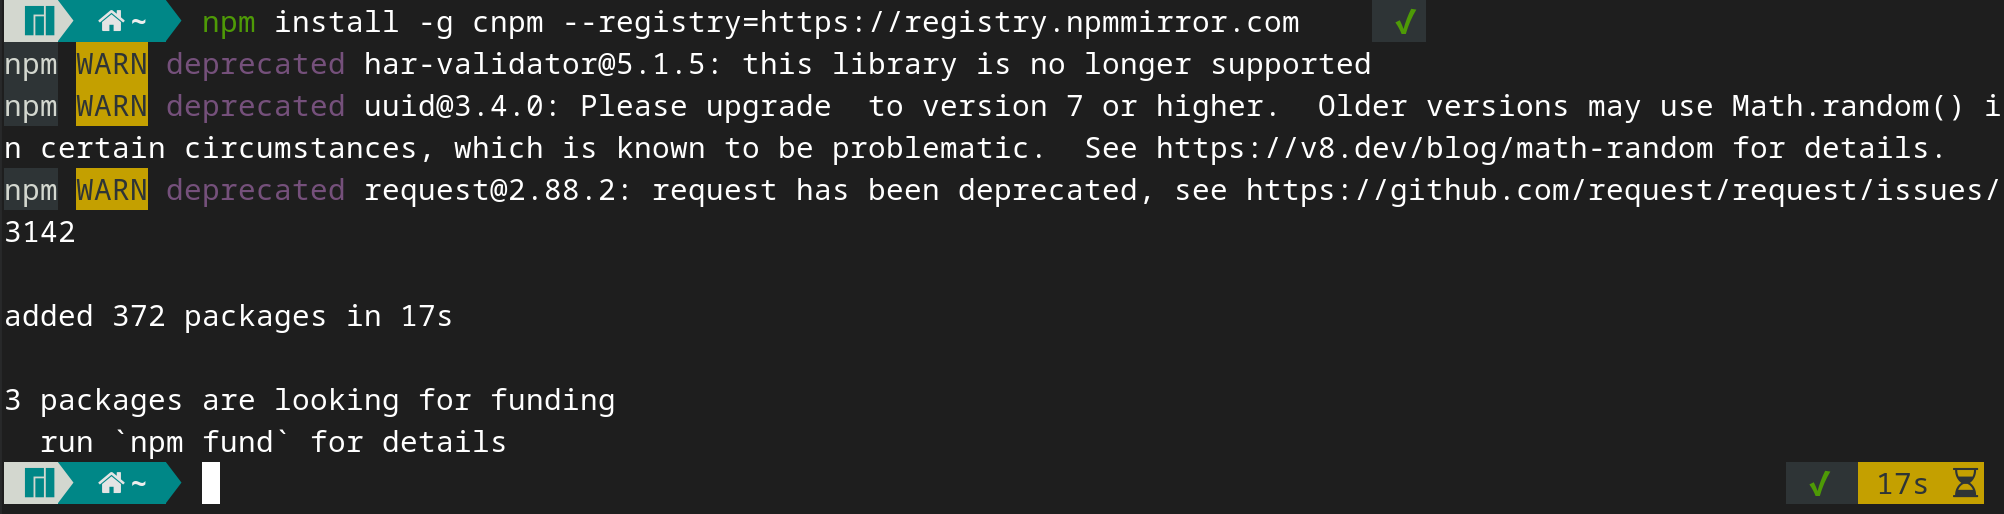 ~ npm install -g cnpm --registry=https://registry.npmmirror.com ✓
npm WARN deprecated har-validator@5.1.5: this library is no longer supported
npm WARN deprecated uuid@3.4.0: Please upgrade  to version 7 or higher.  Older versions may use Math.random() i
n certain circumstances, which is known to be problematic.  See https://v8.dev/blog/math-random for details.
npm WARN deprecated request@2.88.2: request has been deprecated, see https://github.com/request/request/issues/
3142
added 372 packages in 17s
3 packages are looking for funding
  run `npm fund` for details
~ ✓ 17s